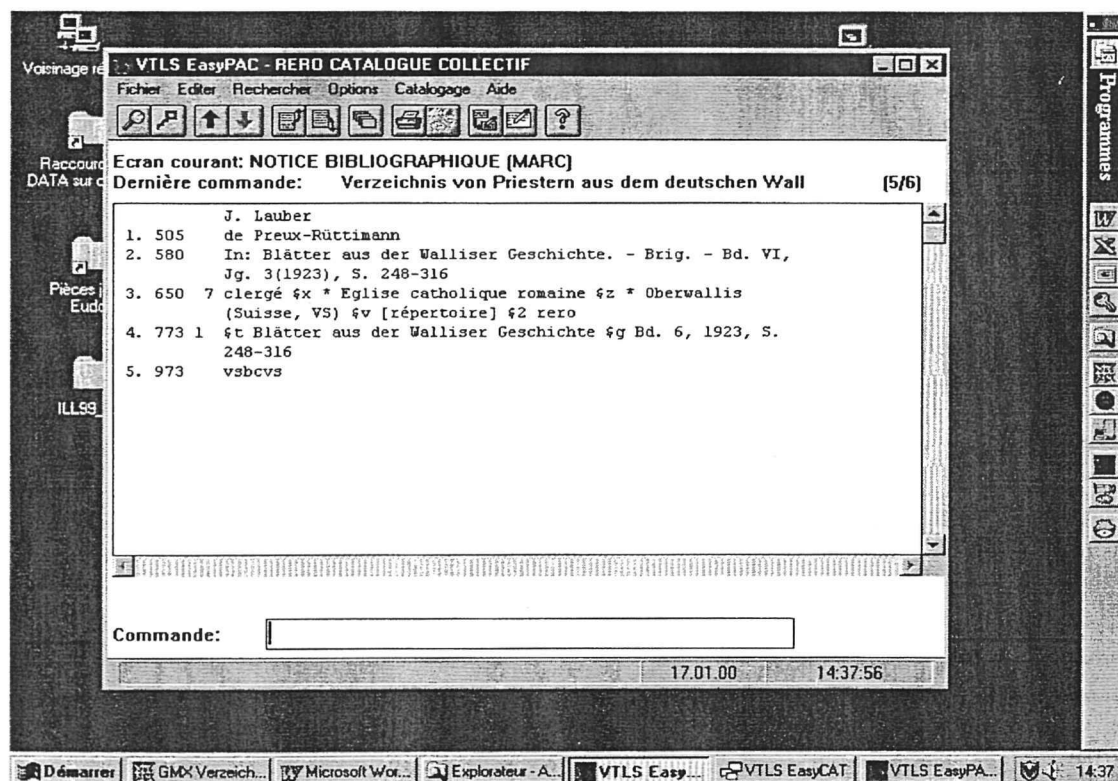 Voisinage ré
VTLS EasyPAC - RERO CATALOGUE COLLECTIF
Fichier Editer Rechercher Options Catalogage Aide
Programmes
Raccourc
DATA sur c
Pièces j
Eudo
ILL99_
Ecran courant: NOTICE BIBLIOGRAPHIQUE (MARC)
Dernière commande: Verzeichnis von Priestern aus dem deutschen Wall (5/6)
J. Lauber
1. 505 de Preux-Rüttimann
2. 580 In: Blätter aus der Walliser Geschichte. - Brig. - Bd. VI,
Jg. 3(1923), S. 248-316
3. 650 7 clergé $x * Eglise catholique romaine $z * Oberwallis
(Suisse, VS) $v [répertoire] $2 rero
4. 773 1 $t Blätter aus der Walliser Geschichte $g Bd. 6, 1923, S.
248-316
5. 973 vsbcvs
Commande:
17.01.00 14:37:56
Démarrer GMX Verzeich... Microsoft Wor... Explorateur - A... VTLS Easy... VTLS EasyCAT VTLS EasyPA... 14:37